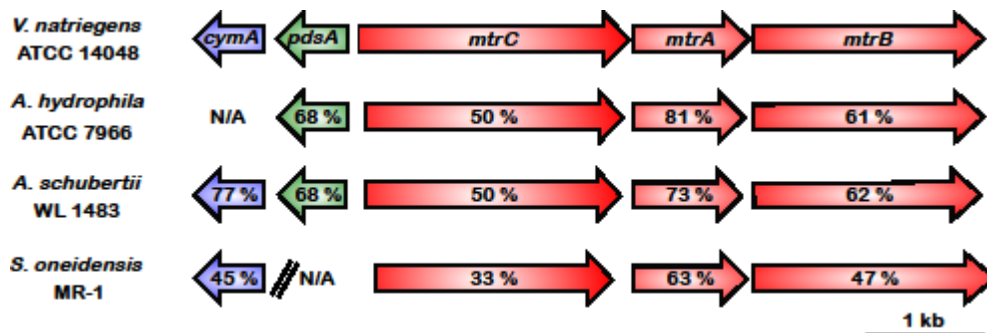 V. natriegens
ATCC 14048
cymA pdsA mtrC mtrA mtrB
A. hydrophila
ATCC 7966
N/A 68 % 50 % 81 % 61 %
A. schubertii
WL 1483
77 % 68 % 50 % 73 % 62 %
S. oneidensis
MR-1
45 % N/A 33 % 63 % 47 %
1 kb